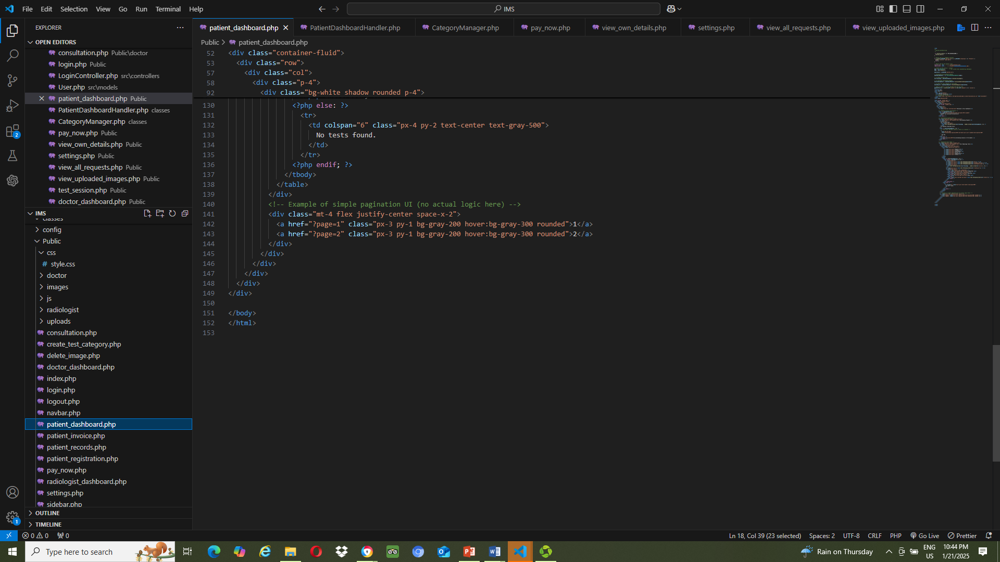 File Edit Selection View Go Run Terminal Help
IMS
EXPLORER
OPEN EDITORS
consultation.php Public\doctor
login.php Public
LoginController.php src\controllers
User.php src\models
patient_dashboard.php Public
PatientDashboardHandler.php classes
CategoryManager.php classes
pay_now.php Public
view_own_details.php Public
settings.php Public
view_all_requests.php Public
view_uploaded_images.php Public
test_session.php Public
doctor_dashboard.php Public
IMS
classes
config
Public
css
# style.css
doctor
images
js
radiologist
uploads
consultation.php
create_test_category.php
delete_image.php
doctor_dashboard.php
index.php
login.php
logout.php
navbar.php
patient_dashboard.php
patient_invoice.php
patient_records.php
patient_registration.php
pay_now.php
radiologist_dashboard.php
settings.php
sidebar.php
OUTLINE
TIMELINE
2
1
patient_dashboard.php PatientDashboardHandler.php CategoryManager.php pay_now.php view_own_details.php settings.php view_all_requests.php view_uploaded_images.php
Public > patient_dashboard.php
52 <div class="container-fluid">
53 <div class="row">
57 <div class="col">
58 <div class="p-4">
92 <div class="bg-white shadow rounded p-4">
130 <?php else: ?>
131 <tr>
132 <td colspan="6" class="px-4 py-2 text-center text-gray-500">
133 No tests found.
134 </td>
135 </tr>
136 <?php endif; ?>
137 </tbody>
138 </table>
139 </div>
140 <!-- Example of simple pagination UI (no actual logic here) -->
141 <div class="mt-4 flex justify-center space-x-2">
142 <a href="?page=1" class="px-3 py-1 bg-gray-200 hover:bg-gray-300 rounded">1</a>
143 <a href="?page=2" class="px-3 py-1 bg-gray-200 hover:bg-gray-300 rounded">2</a>
144 </div>
145 </div>
146 </div>
147 </div>
148 </div>
149 </div>
150
151 </body>
152 </html>
153
0 0 0
Ln 18, Col 39 (23 selected) Spaces: 2 UTF-8 CRLF PHP Go Live Prettier
Type here to search
Rain on Thursday
ENG
US
10:44 PM
1/21/2025